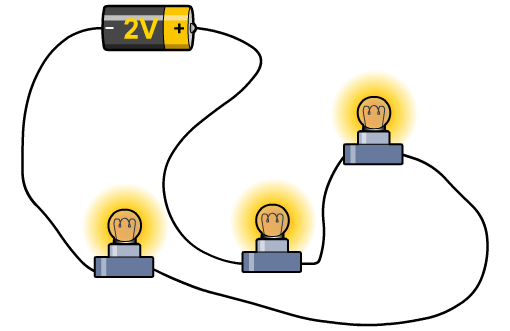 − 2V +